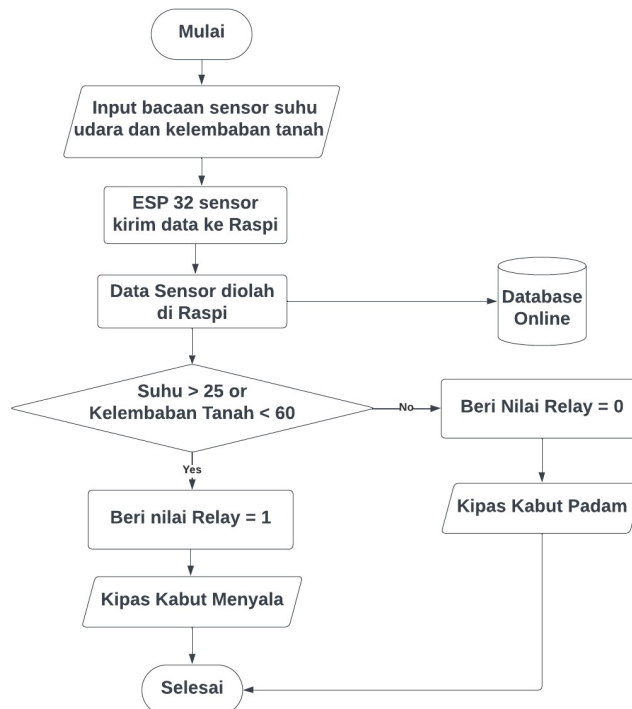 Mulai
Input bacaan sensor suhu
udara dan kelembaban tanah
ESP 32 sensor
kirim data ke Raspi
Data Sensor diolah
di Raspi
Database
Online
Suhu > 25 or
Kelembaban Tanah < 60
No
Beri Nilai Relay = 0
Yes
Kipas Kabut Padam
Beri nilai Relay = 1
Kipas Kabut Menyala
Selesai